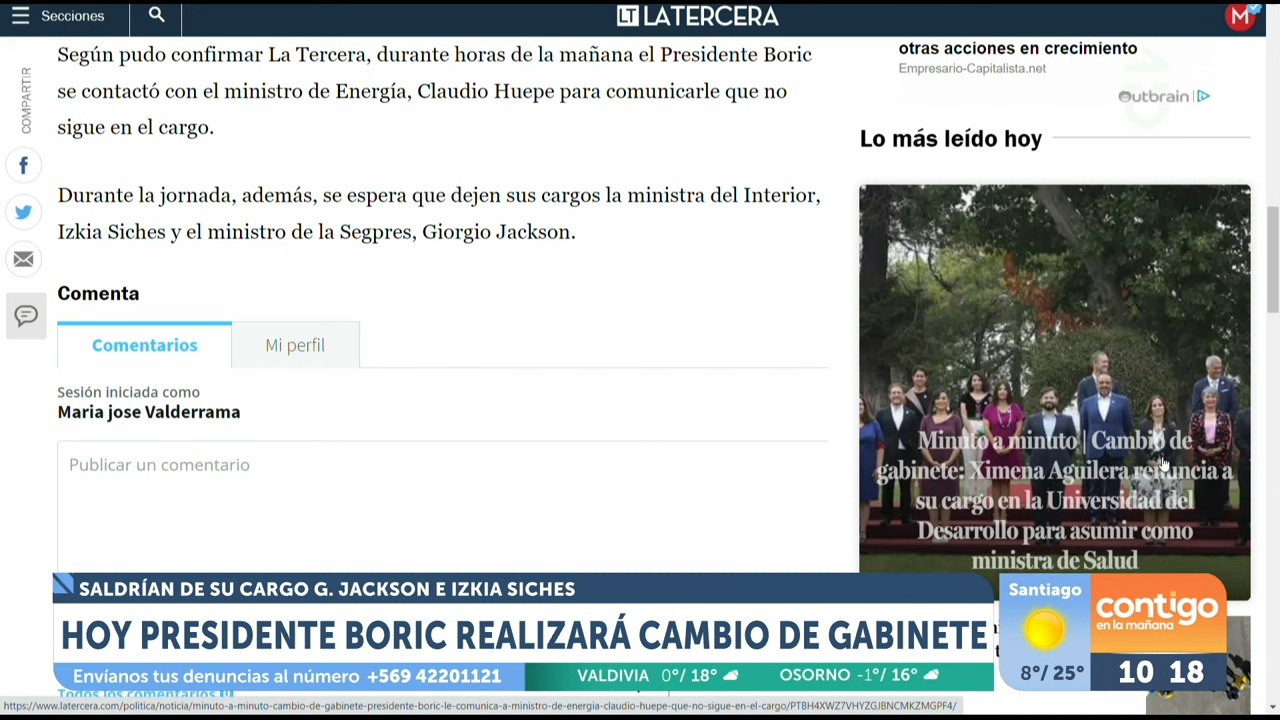 Secciones
LT LATERCERA
M
COMPARTIR
Según pudo confirmar La Tercera, durante horas de la mañana el Presidente Boric
se contactó con el ministro de Energía, Claudio Huepe para comunicarle que no
sigue en el cargo.
Durante la jornada, además, se espera que dejen sus cargos la ministra del Interior,
Izkia Siches y el ministro de la Segpres, Giorgio Jackson.
Comenta
Comentarios
Mi perfil
Sesión iniciada como
Maria jose Valderrama
Publicar un comentario
otras acciones en crecimiento
Empresario-Capitalista.net
Outbrain
Lo más leído hoy
Minuto a minuto | Cambio de
gabinete: Ximena Aguilera renuncia a
su cargo en la Universidad del
Desarrollo para asumir como
ministra de Salud
SALDRÍAN DE SU CARGO G. JACKSON E IZKIA SICHES
HOY PRESIDENTE BORIC REALIZARÁ CAMBIO DE GABINETE
Envíanos tus denuncias al número +569 42201121
VALDIVIA 0°/ 18°
OSORNO -1°/ 16°
Santiago
8°/ 25°
contigo
en la mañana
10 18
Todos los comentarios
https://www.latercera.com/politica/noticia/minuto-a-minuto-cambio-de-gabinete-presidente-boric-le-comunica-a-ministro-de-energia-claudio-huepe-que-no-sigue-en-el-cargo/PTBH4XWZ7VHYZGJBNCMKZMGPF4/